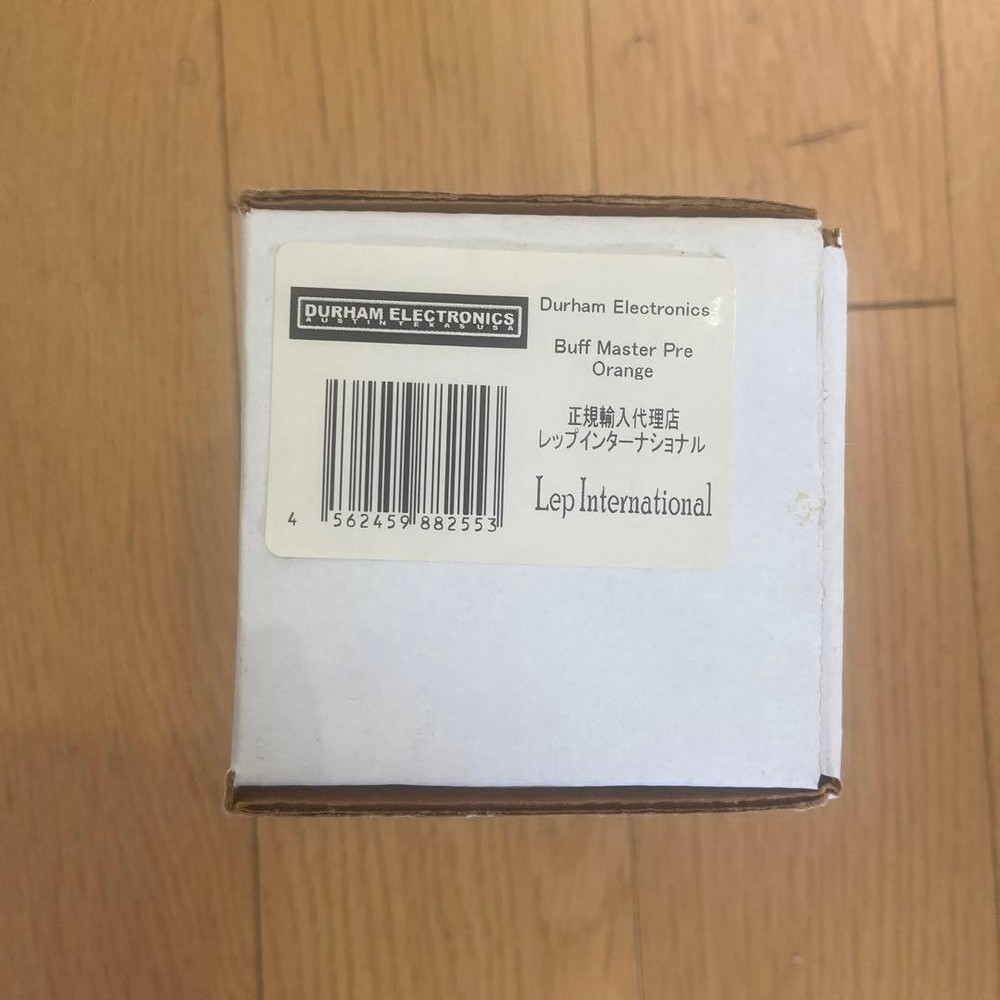 DURHAM ELECTRONICS
AUSTIN TEXAS USA
Durham Electronics
Buff Master Pre
Orange
正規輸入代理店
レップインターナショナル
Lep International
4 562459 882553